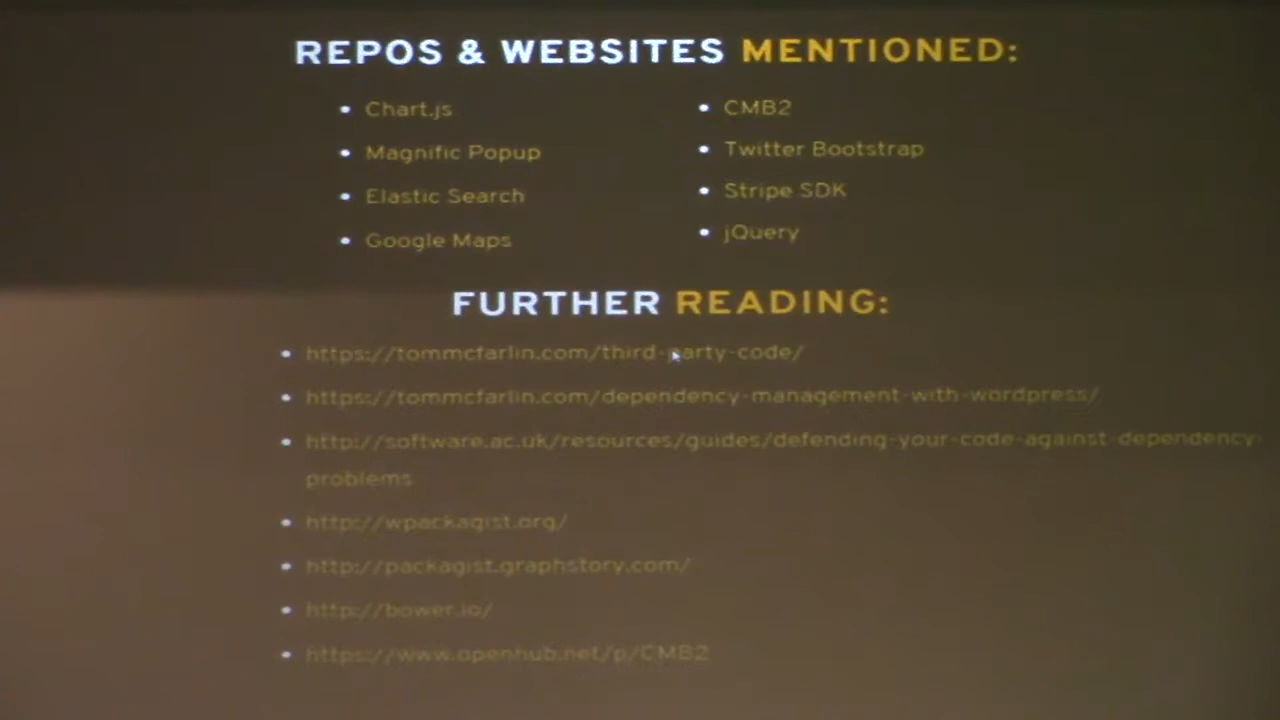 REPOS & WEBSITES MENTIONED:
Chart.js
Magnific Popup
Elastic Search
Google Maps
CMB2
Twitter Bootstrap
Stripe SDK
jQuery
FURTHER READING:
https://tommcfarlin.com/third-party-code/
https://tommcfarlin.com/dependency-management-with-wordpress/
http://software.ac.uk/resources/guides/defending-your-code-against-dependency-
problems
http://wpackagist.org/
http://packagist.graphstory.com/
http://bower.io/
https://www.openhub.net/p/CMB2